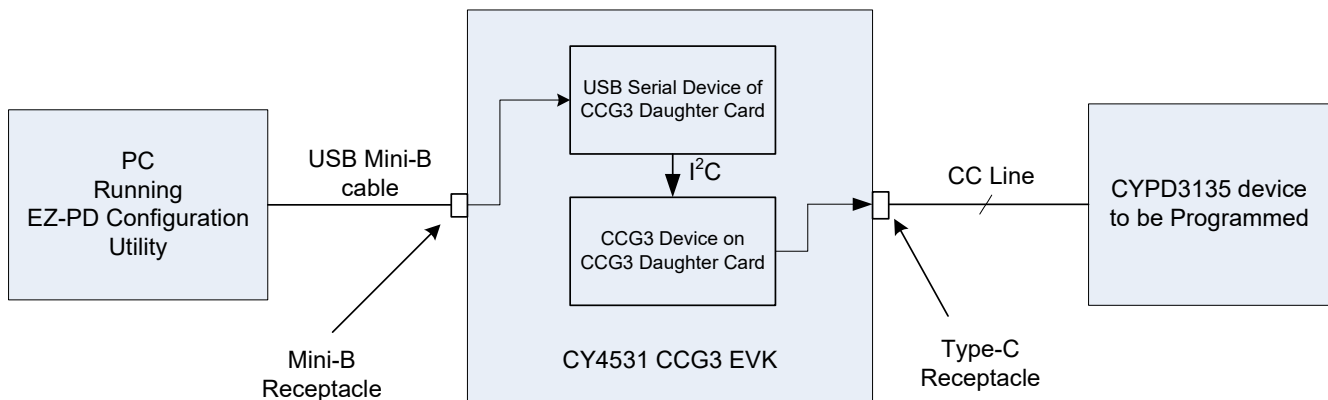 PC
Running
EZ-PD Configuration
Utility
USB Mini-B
cable
Mini-B
Receptacle
USB Serial Device of
CCG3 Daughter Card
I²C
CCG3 Device on
CCG3 Daughter Card
CY4531 CCG3 EVK
CC Line
Type-C
Receptacle
CYPD3135 device
to be Programmed